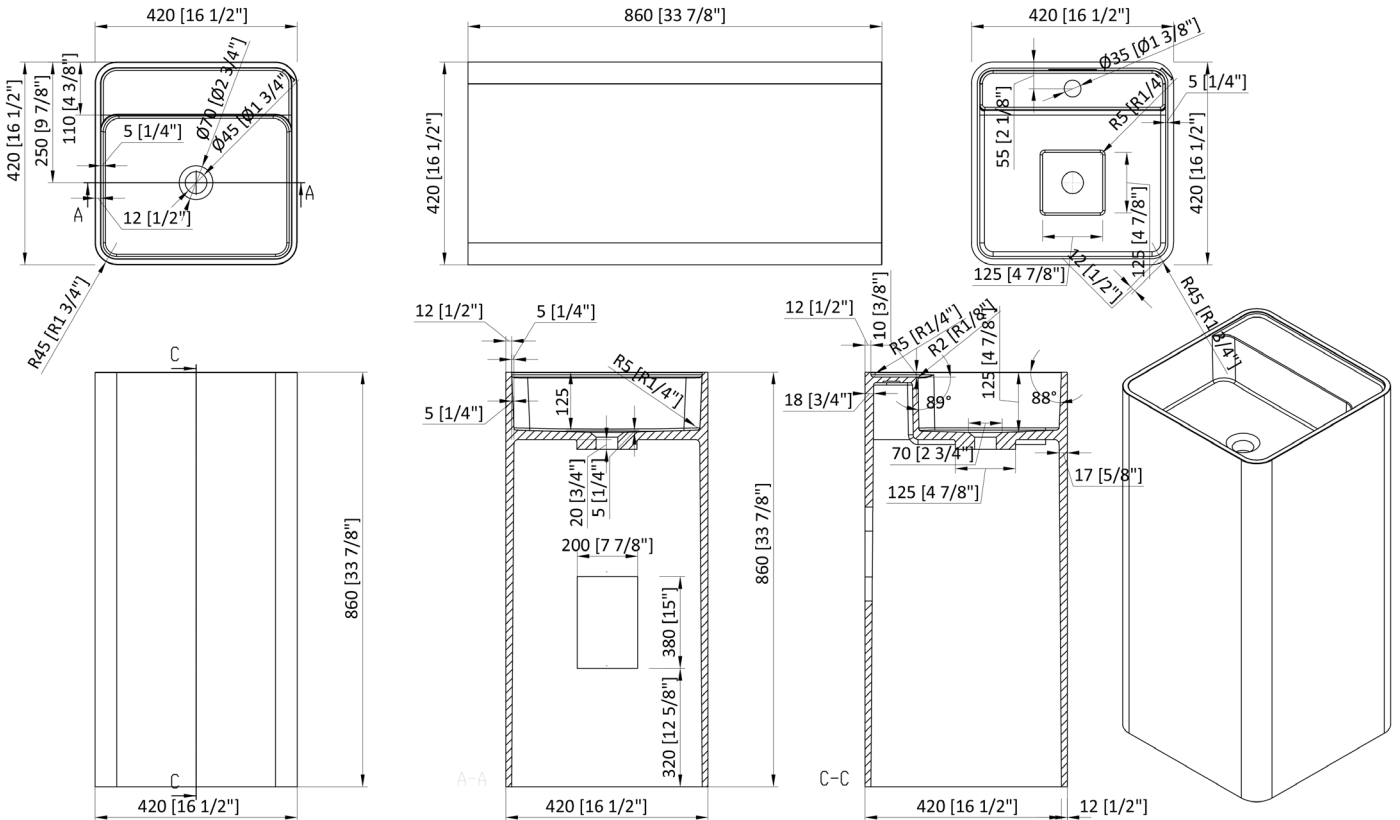 420 [16 1/2"]
420 [16 1/2"]
250 [9 7/8"]
110 [4 3/8"]
Ø70 [Ø2 3/4"]
Ø45 [Ø1 3/4"]
5 [1/4"]
12 [1/2"]
A
A
R45 [R1 3/4"]
860 [33 7/8"]
420 [16 1/2"]
420 [16 1/2"]
Ø35 [Ø1 3/8"]
R5 [R1/4"]
5 [1/4"]
55 [2 1/8"]
420 [16 1/2"]
125 [4 7/8"]
125 [4 7/8"]
12 [1/2"]
R45 [R1 3/4"]
C
C
860 [33 7/8"]
420 [16 1/2"]
12 [1/2"]
5 [1/4"]
R5 [R1/4"]
5 [1/4"]
125
20 [3/4"]
5 [1/4"]
200 [7 7/8"]
380 [15"]
320 [12 5/8"]
860 [33 7/8"]
A-A
420 [16 1/2"]
12 [1/2"]
10 [3/8"]
R5 [R1/4"]
R2 [R1/8"]
125 [4 7/8"]
18 [3/4"]
89°
88°
70 [2 3/4"]
125 [4 7/8"]
17 [5/8"]
C-C
420 [16 1/2"]
12 [1/2"]